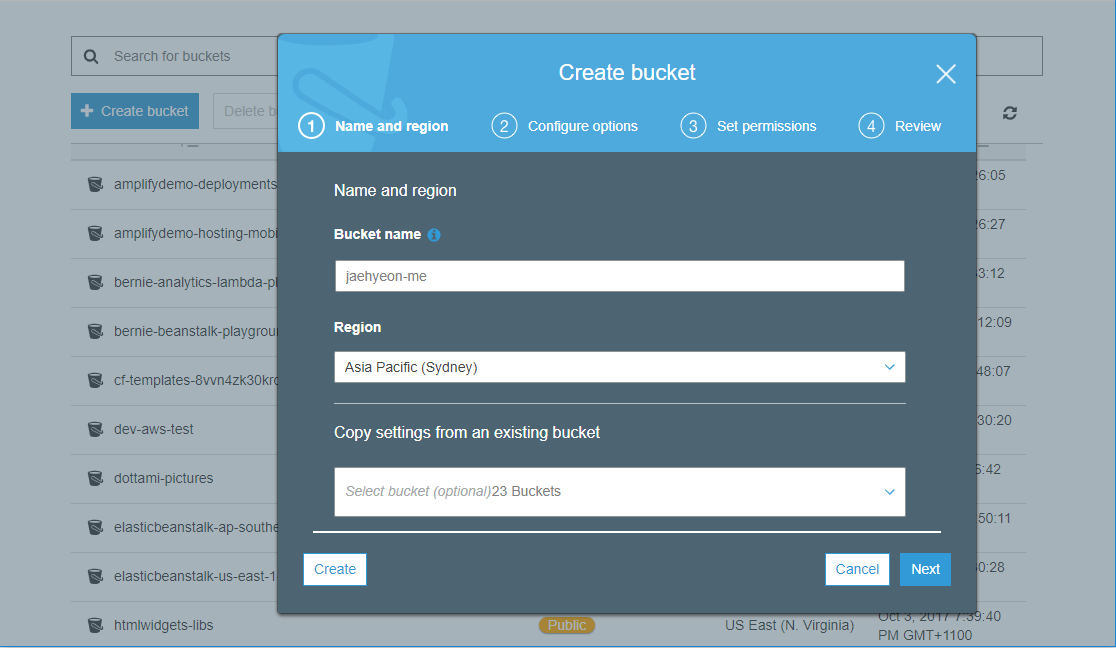 Search for buckets
Create bucket
+ Create bucket
Delete b
1 Name and region
2 Configure options
3 Set permissions
4 Review
Name and region
Bucket name
jaehyeon-me
Region
Asia Pacific (Sydney)
Copy settings from an existing bucket
Select bucket (optional)23 Buckets
Create
Cancel
Next
amplifydemo-deployments
26:05
amplifydemo-hosting-mobi
26:27
bernie-analytics-lambda-p
3:12
bernie-beanstalk-playgrou
12:09
cf-templates-8vvn4zk30krc
48:07
dev-aws-test
30:20
dottami-pictures
5:42
elasticbeanstalk-ap-southe
50:11
elasticbeanstalk-us-east-1
0:28
htmlwidgets-libs
Public
US East (N. Virginia)
Oct 3, 2017 7:39:40
PM GMT+1100